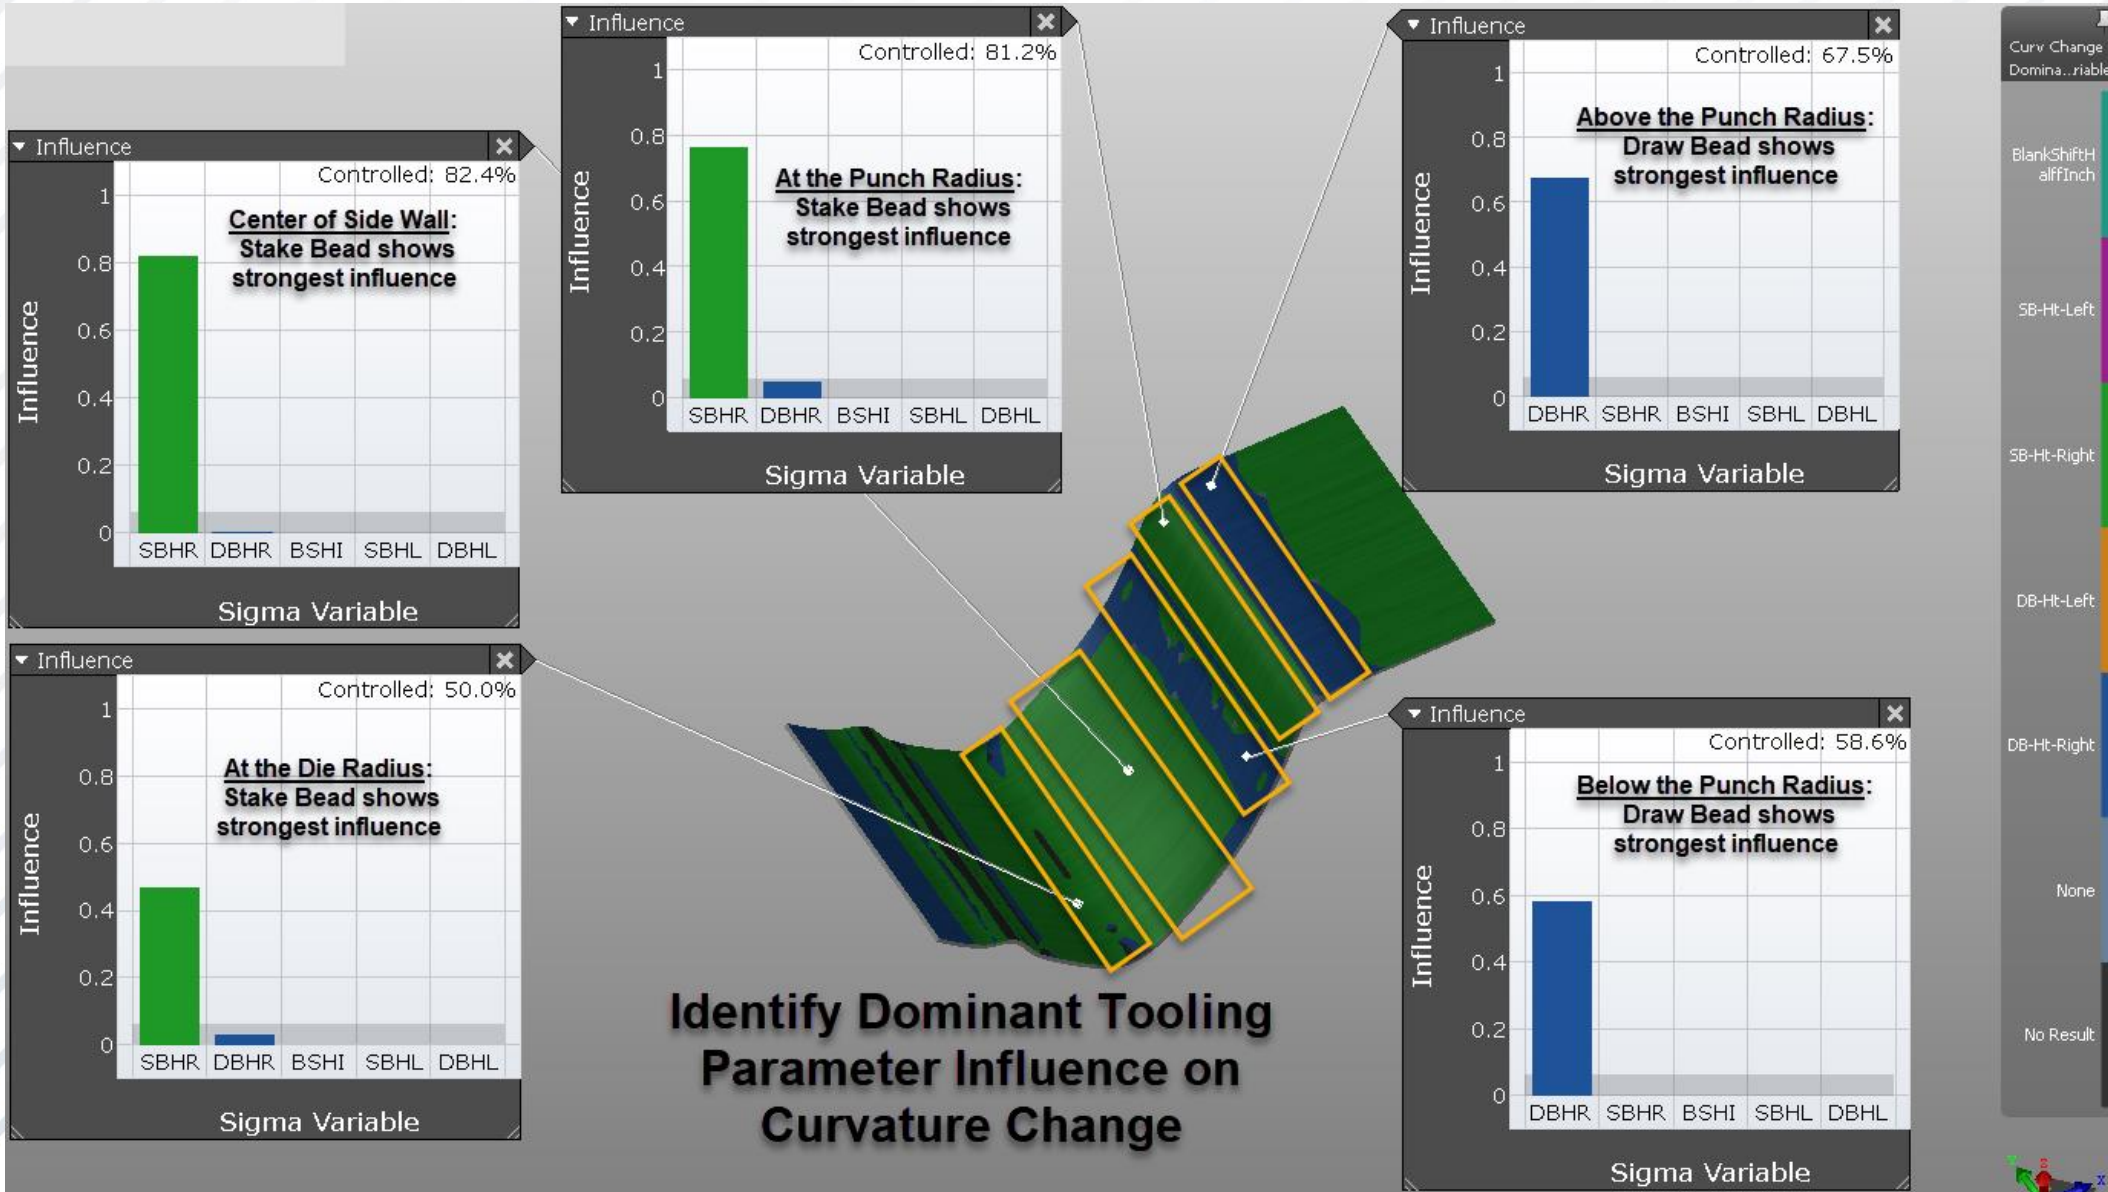 Influence
Controlled: 82.4%
1
0.8
0.6
0.4
0.2
0
Influence
Center of Side Wall:
Stake Bead shows
strongest influence
SBHR DBHR BSHI SBHL DBHL
Sigma Variable
Influence
Controlled: 81.2%
1
0.8
0.6
0.4
0.2
0
Influence
At the Punch Radius:
Stake Bead shows
strongest influence
SBHR DBHR BSHI SBHL DBHL
Sigma Variable
Influence
Controlled: 67.5%
1
0.8
0.6
0.4
0.2
0
Influence
Above the Punch Radius:
Draw Bead shows
strongest influence
DBHR SBHR BSHI SBHL DBHL
Sigma Variable
Influence
Controlled: 50.0%
1
0.8
0.6
0.4
0.2
0
Influence
At the Die Radius:
Stake Bead shows
strongest influence
SBHR DBHR BSHI SBHL DBHL
Sigma Variable
Influence
Controlled: 58.6%
1
0.8
0.6
0.4
0.2
0
Influence
Below the Punch Radius:
Draw Bead shows
strongest influence
DBHR SBHR BSHI SBHL DBHL
Sigma Variable
Identify Dominant Tooling
Parameter Influence on
Curvature Change
Curv Change
Domina...riable
BlankShiftH
alfInch
SB-Ht-Left
SB-Ht-Right
DB-Ht-Left
DB-Ht-Right
None
No Result